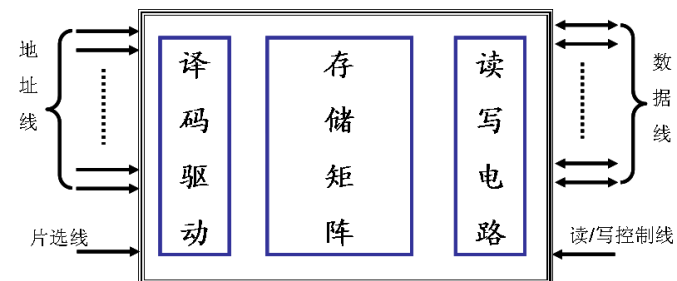 地址线
译码驱动
存储矩阵
读写电路
数据线
片选线
读/写控制线